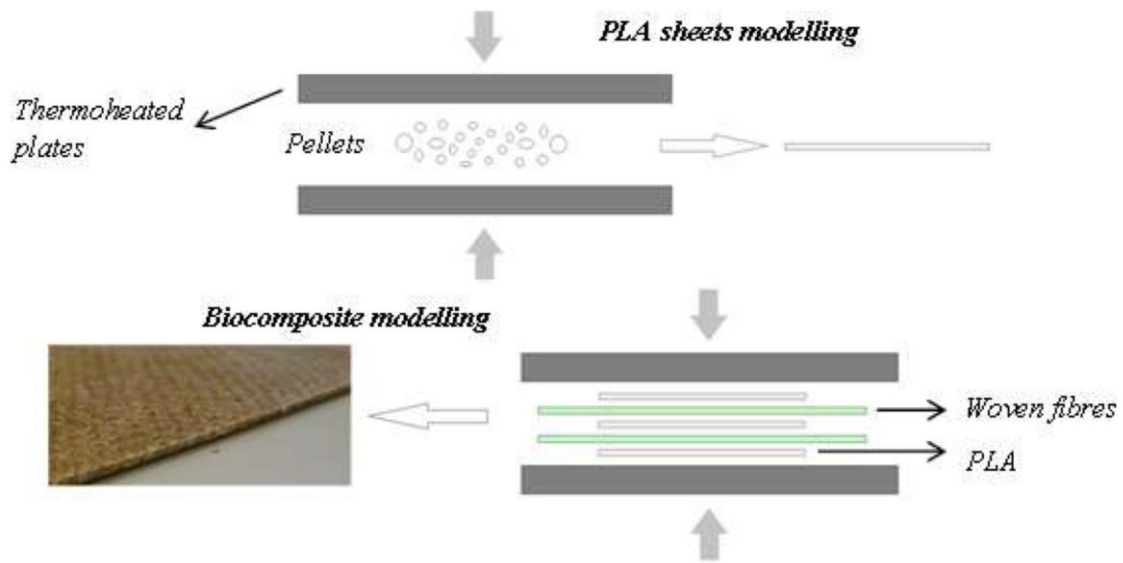 PLA sheets modelling
Thermoheated
plates
Pellets
Biocomposite modelling
Woven fibres
PLA